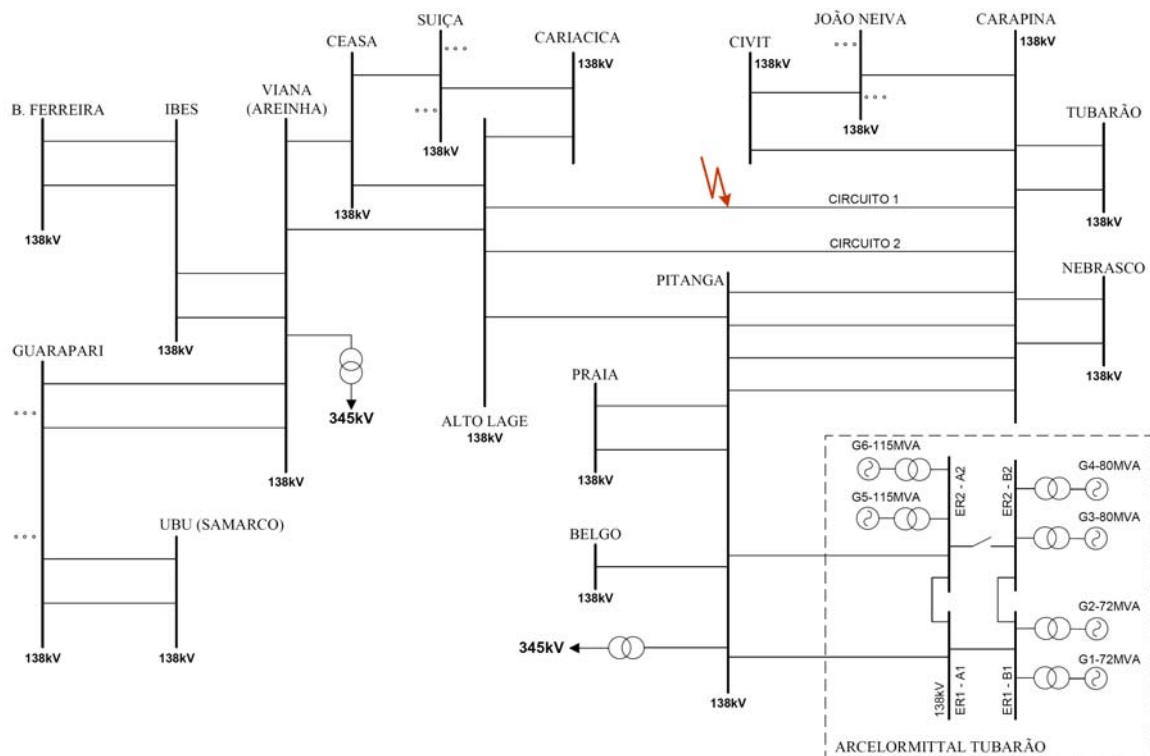 SUIÇA
CEASA
CARIACICA
138kV
VIANA
(AREINHA)
B. FERREIRA
IBES
138kV
138kV
138kV
138kV
GUARAPARI
345kV
ALTO LAGE
138kV
138kV
UBU (SAMARCO)
138kV
138kV
JOÃO NEIVA
CARAPINA
CIVIT
138kV
138kV
TUBARÃO
138kV
CIRCUITO 1
138kV
CIRCUITO 2
NEBRASCO
PITANGA
138kV
PRAIA
138kV
BELGO
138kV
345kV
138kV
G6-115MVA
G5-115MVA
ER2 - A2
ER2 - B2
G4-80MVA
G3-80MVA
G2-72MVA
G1-72MVA
138kV
ER1 - A1
ER1 - B1
ARCELORMITTAL TUBARÃO